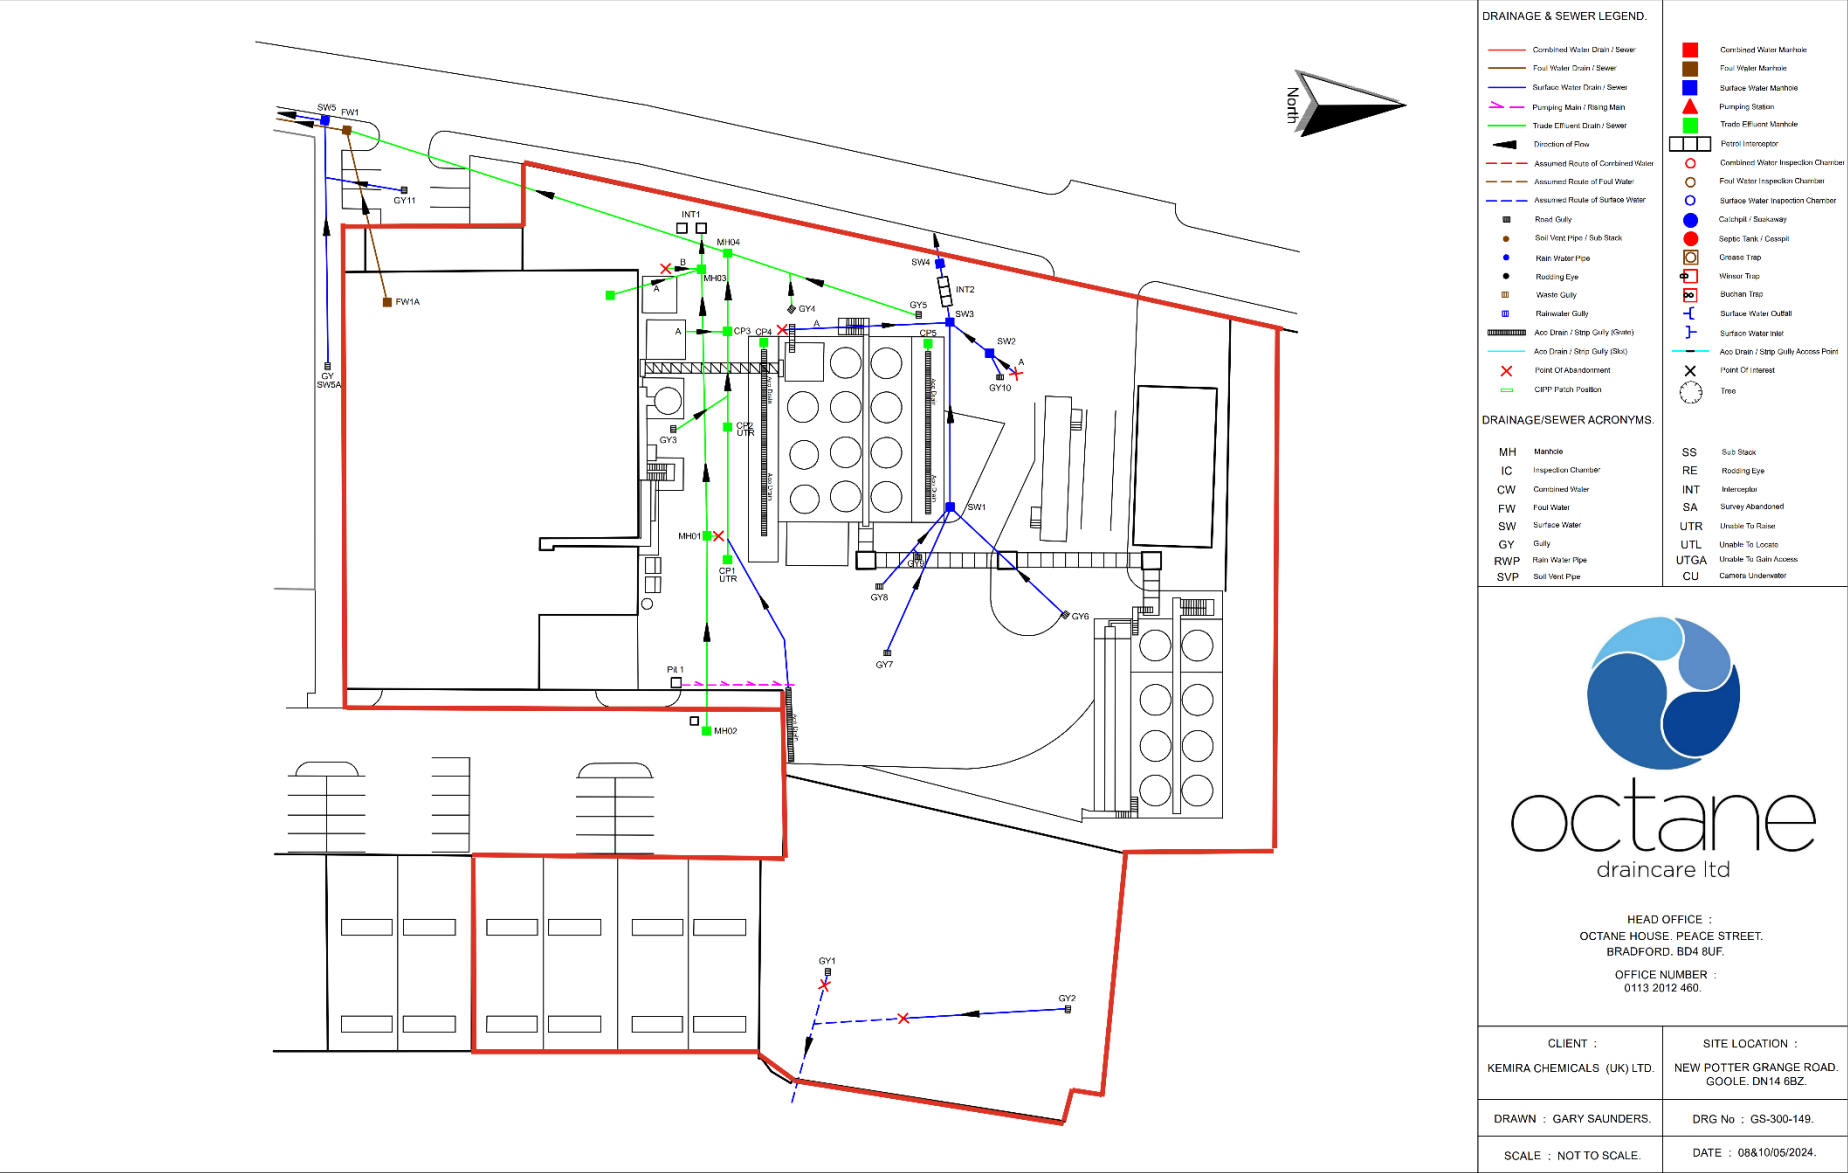 SW5
FW1
GY11
FW1A
GY
SW5A
INT1
MH04
B
MH03
A
GY4
GY5
A
CP3
CP4
A
CP5
SW4
INT2
SW3
SW2
A
GY10
GY3
CP2
UTR
Aco Drain
Aco Drain
Aco Drain
Aco Drain
SW1
MH01
CP1
UTR
GY9
GY8
GY6
GY7
Pit 1
MH02
Aco Drain
GY1
GY2
North
DRAINAGE & SEWER LEGEND.
Combined Water Drain / Sewer
Foul Water Drain / Sewer
Surface Water Drain / Sewer
Pumping Main / Rising Main
Trade Effluent Drain / Sewer
Direction of Flow
Assumed Route of Combined Water
Assumed Route of Foul Water
Assumed Route of Surface Water
Road Gully
Soil Vent Pipe / Sub Stack
Rain Water Pipe
Rodding Eye
Waste Gully
Rainwater Gully
Aco Drain / Strip Gully (Grate)
Aco Drain / Strip Gully (Slot)
Point Of Abandonment
CIPP Patch Position
Combined Water Manhole
Foul Water Manhole
Surface Water Manhole
Pumping Station
Trade Effluent Manhole
Petrol Interceptor
Combined Water Inspection Chamber
Foul Water Inspection Chamber
Surface Water Inspection Chamber
Catchpit / Soakaway
Septic Tank / Cesspit
Grease Trap
Winser Trap
Buchan Trap
Surface Water Outfall
Surface Water Inlet
Aco Drain / Strip Gully Access Point
Point Of Interest
Tree
DRAINAGE/SEWER ACRONYMS.
MH Manhole
IC Inspection Chamber
CW Combined Water
FW Foul Water
SW Surface Water
GY Gully
RWP Rain Water Pipe
SVP Soil Vent Pipe
SS Sub Stack
RE Rodding Eye
INT Interceptor
SA Survey Abandoned
UTR Unable To Raise
UTL Unable To Locate
UTGA Unable To Gain Access
CU Camera Underwater
octane
draincare ltd
HEAD OFFICE :
OCTANE HOUSE. PEACE STREET.
BRADFORD. BD4 8UF.
OFFICE NUMBER :
0113 2012 460.
CLIENT :
KEMIRA CHEMICALS (UK) LTD.
SITE LOCATION :
NEW POTTER GRANGE ROAD.
GOOLE. DN14 6BZ.
DRAWN : GARY SAUNDERS.
DRG No : GS-300-149.
SCALE : NOT TO SCALE.
DATE : 08&10/05/2024.